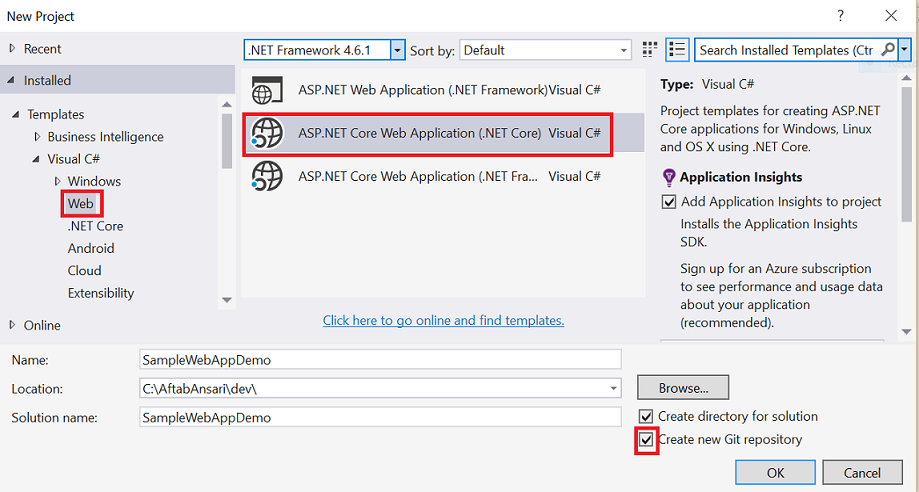 New Project
?
Recent
.NET Framework 4.6.1
Sort by:
Default
Search Installed Templates (Ctr
Installed
Templates
Business Intelligence
Visual C#
Windows
Web
.NET Core
Android
Cloud
Extensibility
Online
ASP.NET Web Application (.NET Framework) Visual C#
ASP.NET Core Web Application (.NET Core) Visual C#
ASP.NET Core Web Application (.NET Fra... Visual C#
Click here to go online and find templates.
Type: Visual C#
Project templates for creating ASP.NET
Core applications for Windows, Linux
and OS X using .NET Core.
Application Insights
Add Application Insights to project
Installs the Application Insights
SDK.
Sign up for an Azure subscription
to see performance and usage data
about your application
(recommended).
Name: SampleWebAppDemo
Location: C:\AftabAnsari\dev\
Browse...
Solution name: SampleWebAppDemo
Create directory for solution
Create new Git repository
OK
Cancel